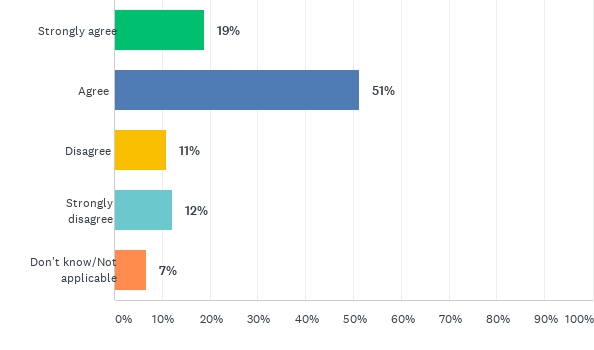 Strongly agree 19%
Agree 51%
Disagree 11%
Strongly
disagree 12%
Don't know/Not
applicable 7%
0% 10% 20% 30% 40% 50% 60% 70% 80% 90% 100%